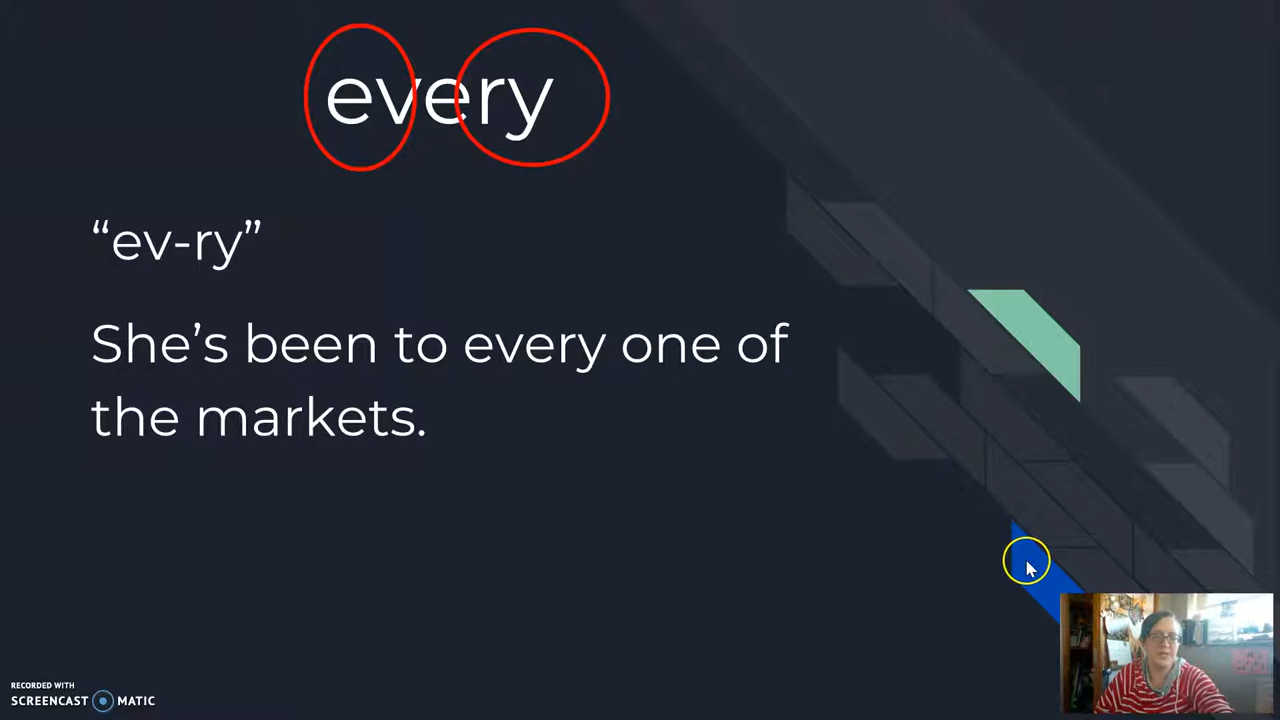 every
“ev-ry”
She’s been to every one of
the markets.
RECORDED WITH
SCREENCAST MATIC